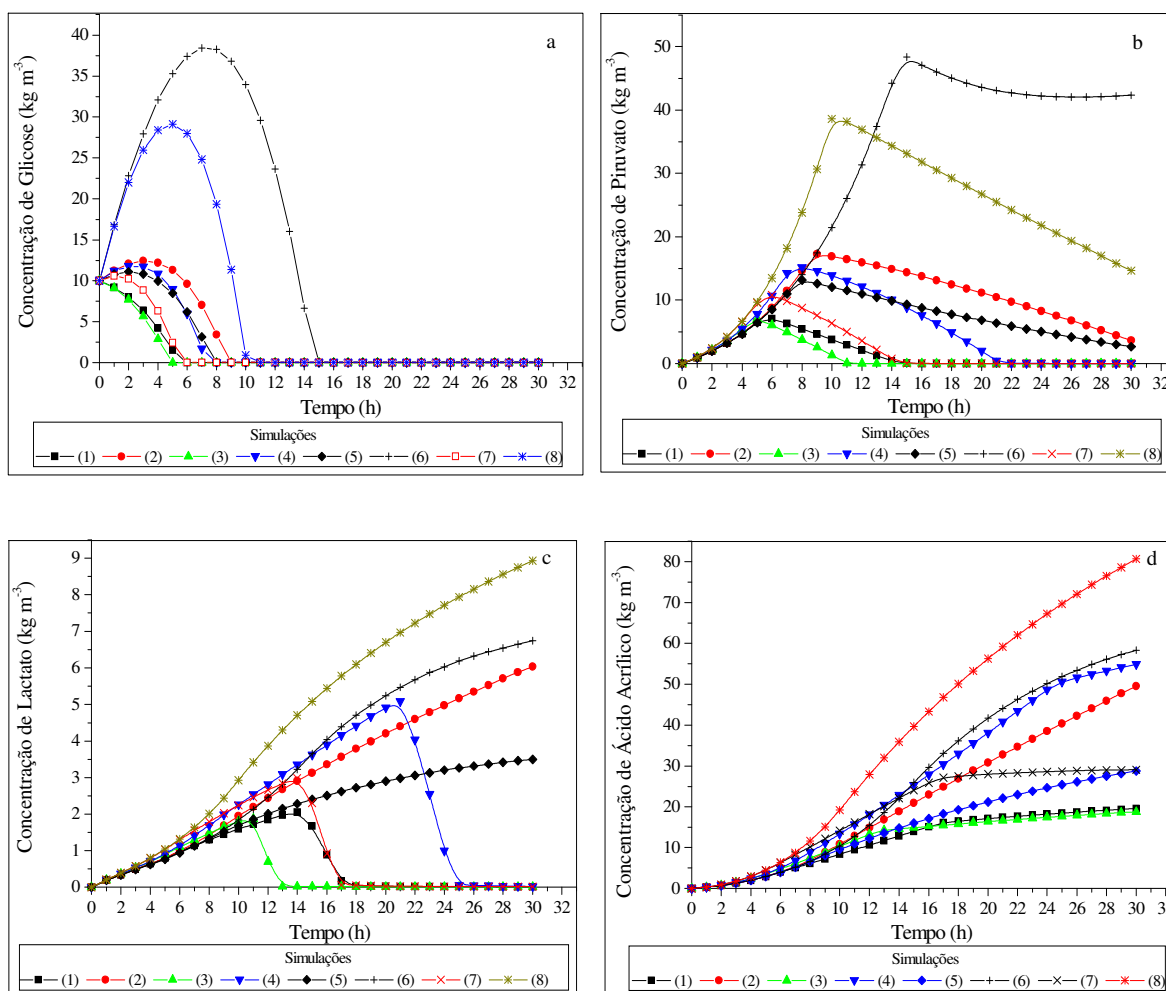 a
Concentração de Glicose (kg m⁻³)
40
35
30
25
20
15
10
5
0
0 2 4 6 8 10 12 14 16 18 20 22 24 26 28 30 32
Tempo (h)
Simulações
(1) (2) (3) (4) (5) (6) (7) (8)
b
Concentração de Piruvato (kg m⁻³)
50
40
30
20
10
0
0 2 4 6 8 10 12 14 16 18 20 22 24 26 28 30 32
Tempo (h)
Simulações
(1) (2) (3) (4) (5) (6) (7) (8)
c
Concentração de Lactato (kg m⁻³)
9
8
7
6
5
4
3
2
1
0
0 2 4 6 8 10 12 14 16 18 20 22 24 26 28 30 32
Tempo (h)
Simulações
(1) (2) (3) (4) (5) (6) (7) (8)
d
Concentração de Ácido Acrílico (kg m⁻³)
80
70
60
50
40
30
20
10
0
0 2 4 6 8 10 12 14 16 18 20 22 24 26 28 30 32
Tempo (h)
Simulações
(1) (2) (3) (4) (5) (6) (7) (8)